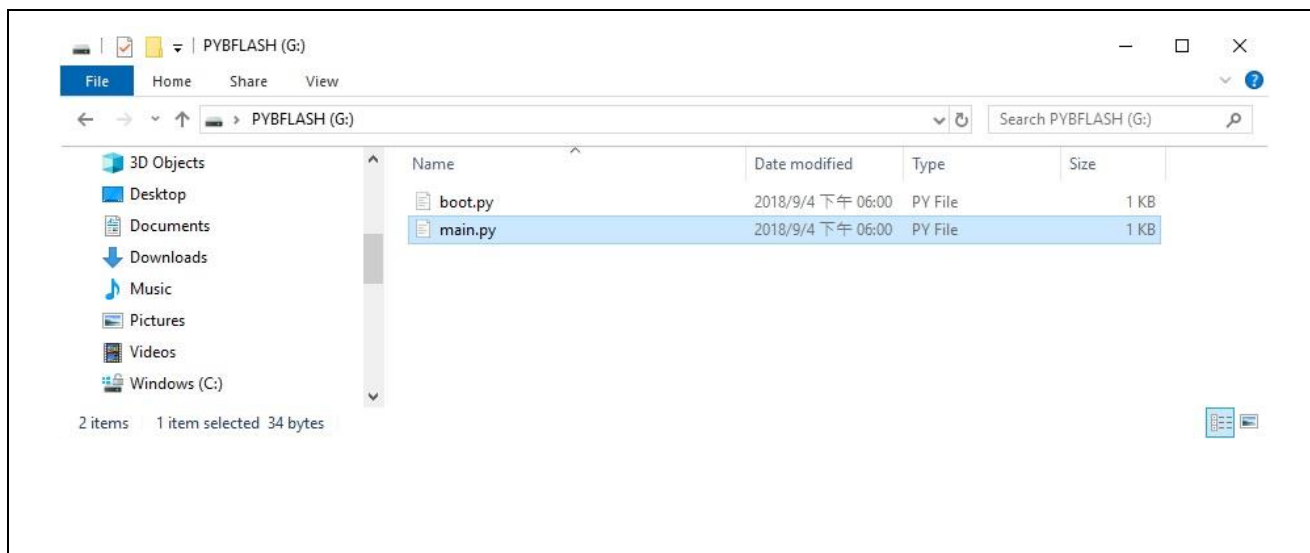 PYBFLASH (G:)
File Home Share View
PYBFLASH (G:) Search PYBFLASH (G:)
3D Objects
Desktop
Documents
Downloads
Music
Pictures
Videos
Windows (C:)
Name Date modified Type Size
boot.py 2018/9/4 下午 06:00 PY File 1 KB
main.py 2018/9/4 下午 06:00 PY File 1 KB
2 items 1 item selected 34 bytes